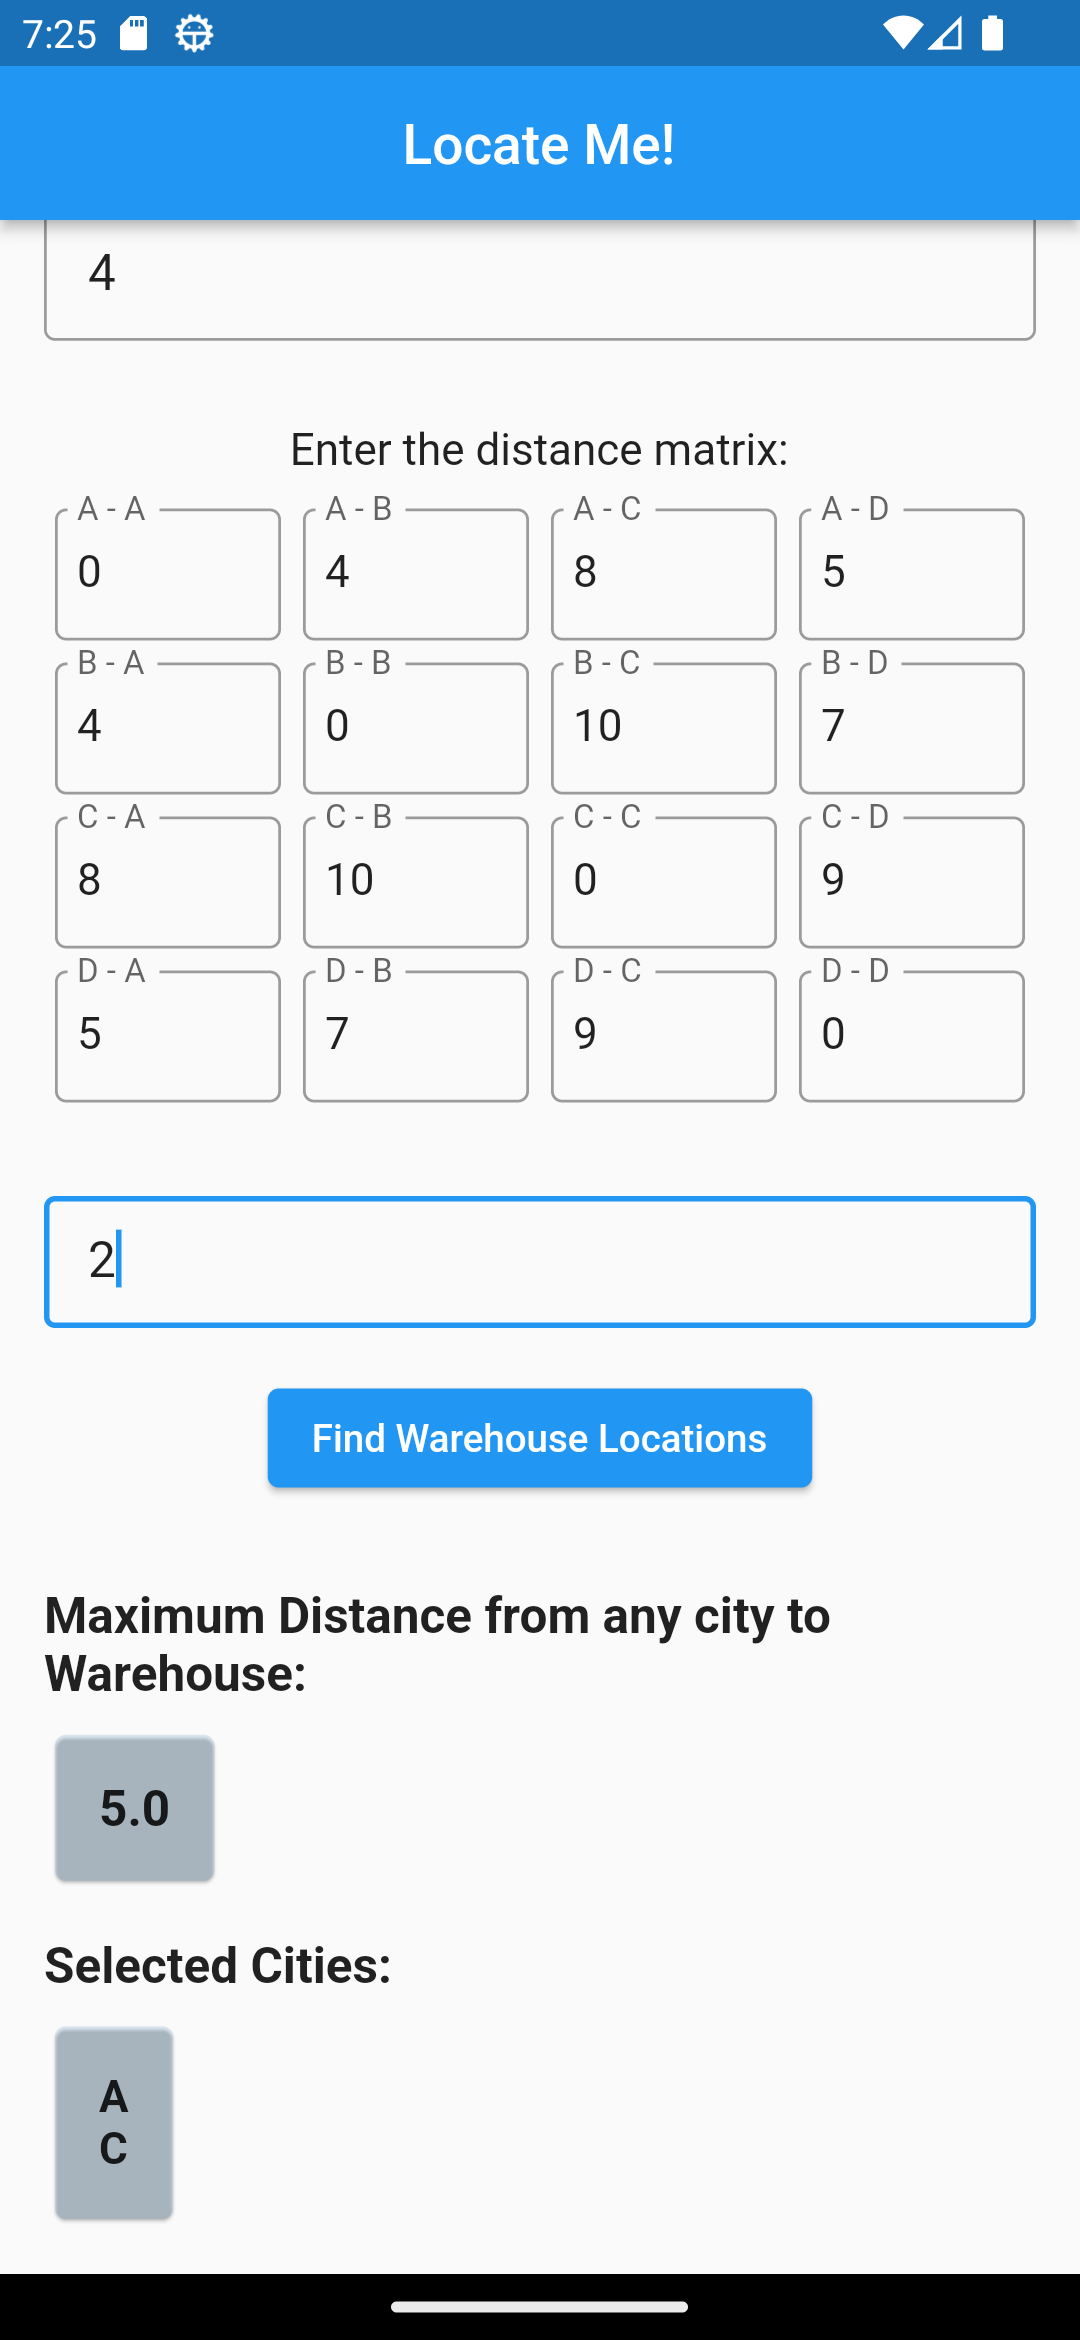 7:25
Locate Me!
4
Enter the distance matrix:
A - A A - B A - C A - D
0 4 8 5
B - A B - B B - C B - D
4 0 10 7
C - A C - B C - C C - D
8 10 0 9
D - A D - B D - C D - D
5 7 9 0
2
Find Warehouse Locations
Maximum Distance from any city to
Warehouse:
5.0
Selected Cities:
A
C